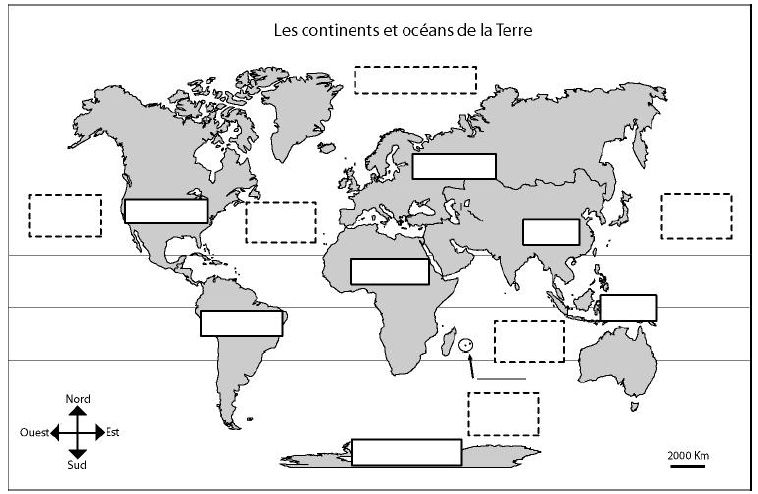 Les continents et océans de la Terre
Nord
Ouest
Est
Sud
2000 Km